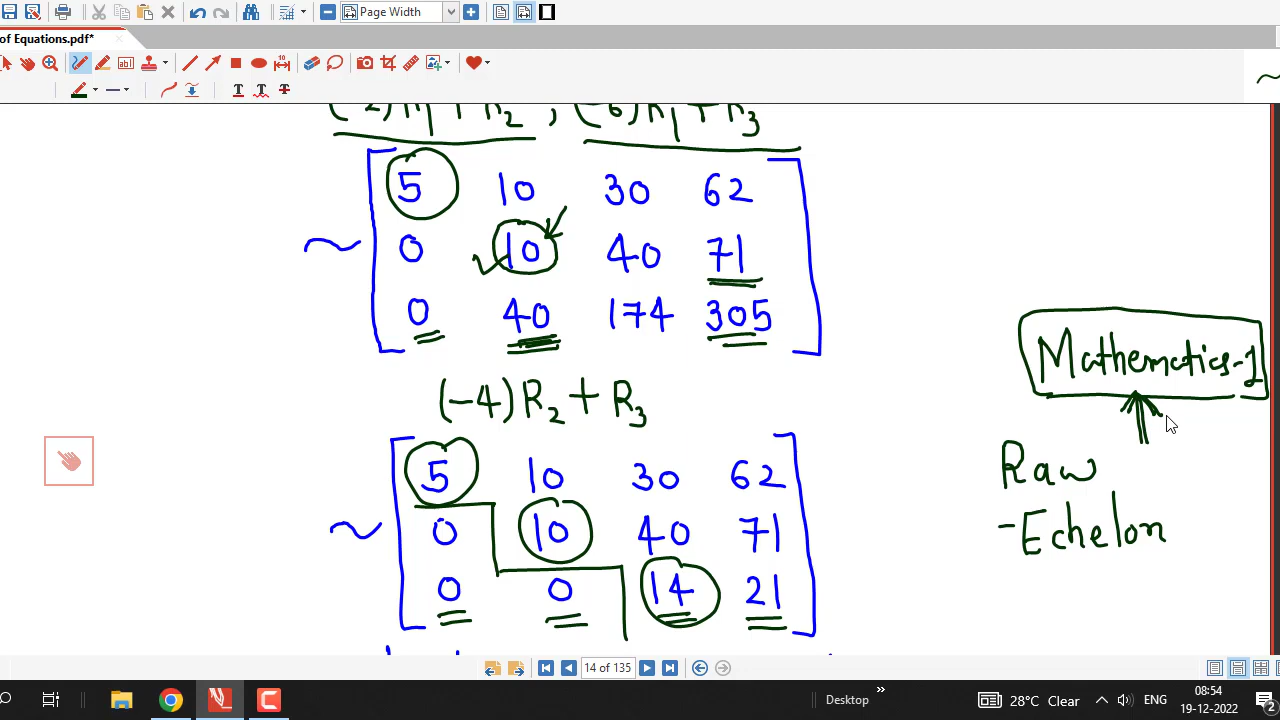 Page Width
of Equations.pdf*
(-2)R1 + R2 , (-6)R1 + R3
5 10 30 62
~ 0 10 40 71
0 40 174 305
(-4)R2 + R3
5 10 30 62
~ 0 10 40 71
0 0 14 21
Mathematics-1
Raw
-Echelon
14 of 135
Desktop
»
28°C Clear
ENG
08:54
19-12-2022
2